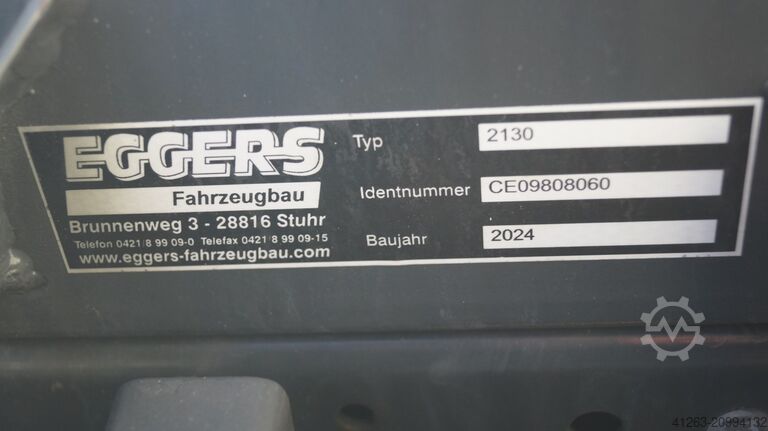 EGGERS
Fahrzeugbau
Brunnenweg 3 - 28816 Stuhr
Telefon 0421/8 99 09-0 Telefax 0421/8 99 09-15
www.eggers-fahrzeugbau.com
Typ 2130
Identnummer CE09808060
Baujahr 2024
41263-20994132